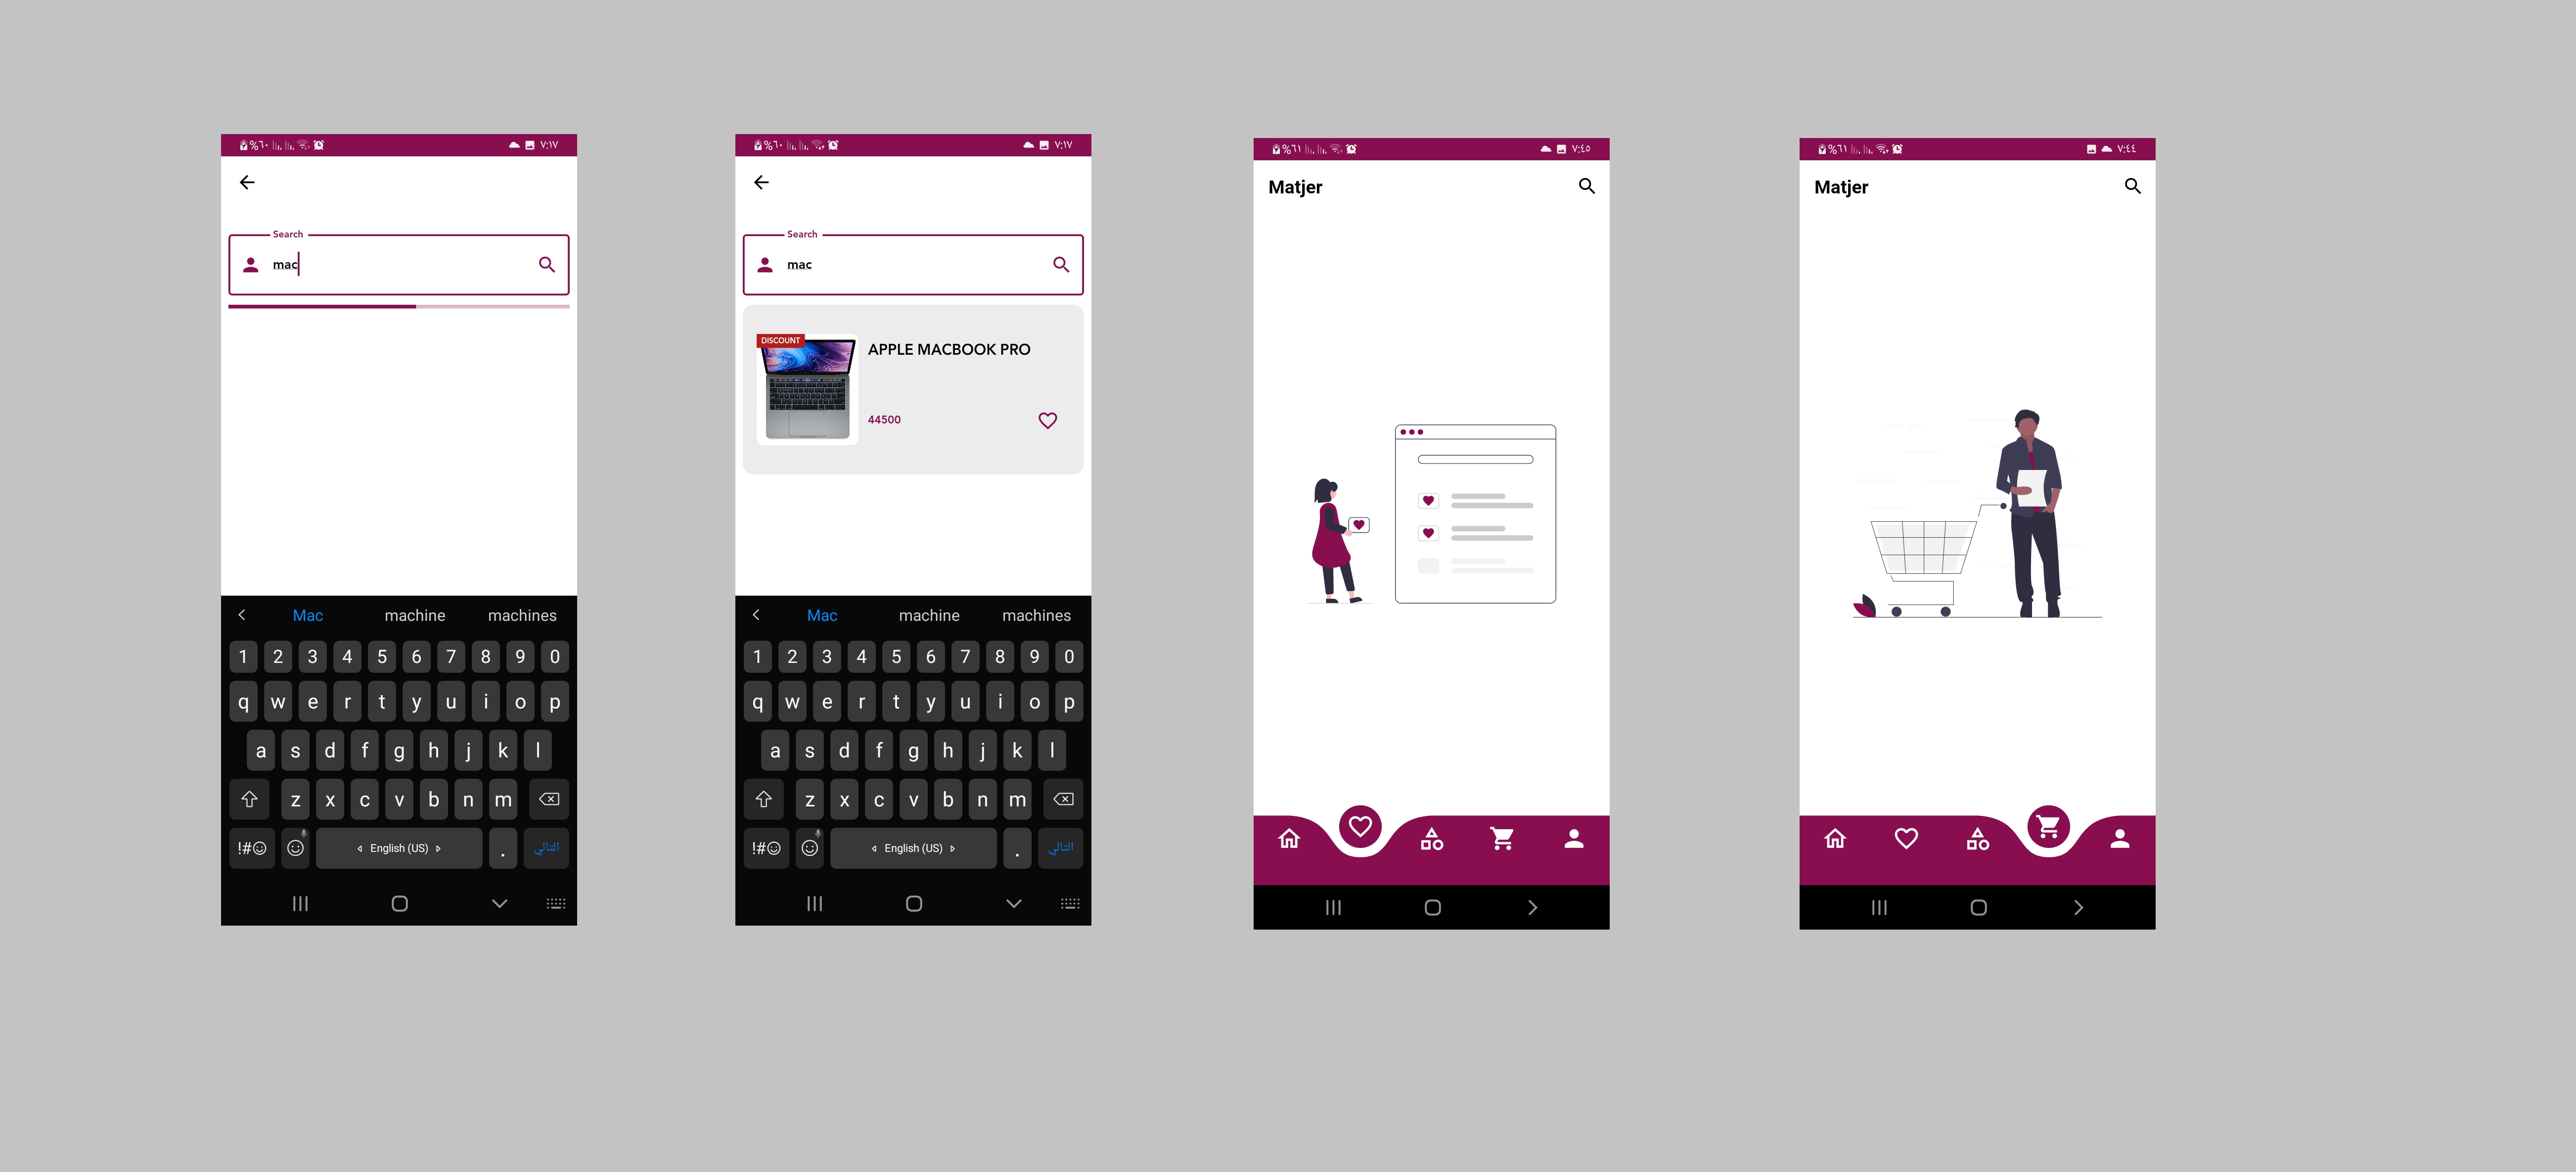 %٦٠ ٧:١٧
Search
mac
Mac machine machines
1 2 3 4 5 6 7 8 9 0
q w e r t y u i o p
a s d f g h j k l
z x c v b n m
!#☺ English (US) . التالي
%٦٠ ٧:١٧
Search
mac
DISCOUNT
APPLE MACBOOK PRO
44500
Mac machine machines
1 2 3 4 5 6 7 8 9 0
q w e r t y u i o p
a s d f g h j k l
z x c v b n m
!#☺ English (US) . التالي
%٦١ ٧:٤٥
Matjer
%٦١ ٧:٤٤
Matjer